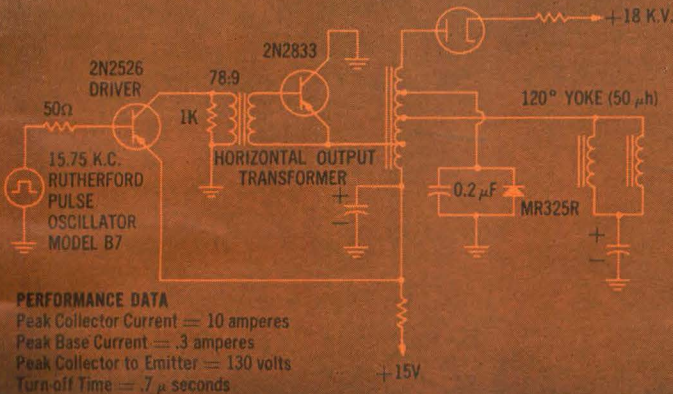 +18 K.V.
2N2833
2N2526
DRIVER
78:9
120° YOKE (50 μh)
50Ω
1K
15.75 K.C.
RUTHERFORD
PULSE
OSCILLATOR
MODEL B7
HORIZONTAL OUTPUT
TRANSFORMER
+
0.2 μF
MR325R
+
−
PERFORMANCE DATA
Peak Collector Current = 10 amperes
Peak Base Current = .3 amperes
Peak Collector to Emitter = 130 volts
Turn-off Time = .7 μ seconds
+15V